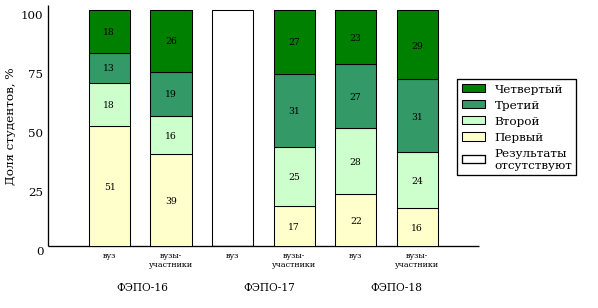 100
75
50
25
0
Доля студентов, %
18
13
18
51
26
19
16
39
27
31
25
17
23
27
28
22
29
31
24
16
Четвертый
Третий
Второй
Первый
Результаты
отсутствуют
вуз
вузы-
участники
вуз
вузы-
участники
вуз
вузы-
участники
ФЭПО-16
ФЭПО-17
ФЭПО-18